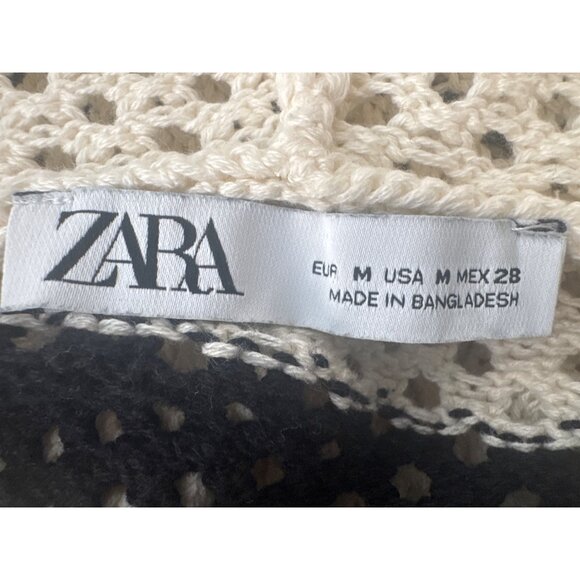 ZARA
EUR M USA M MEX 28
MADE IN BANGLADESH